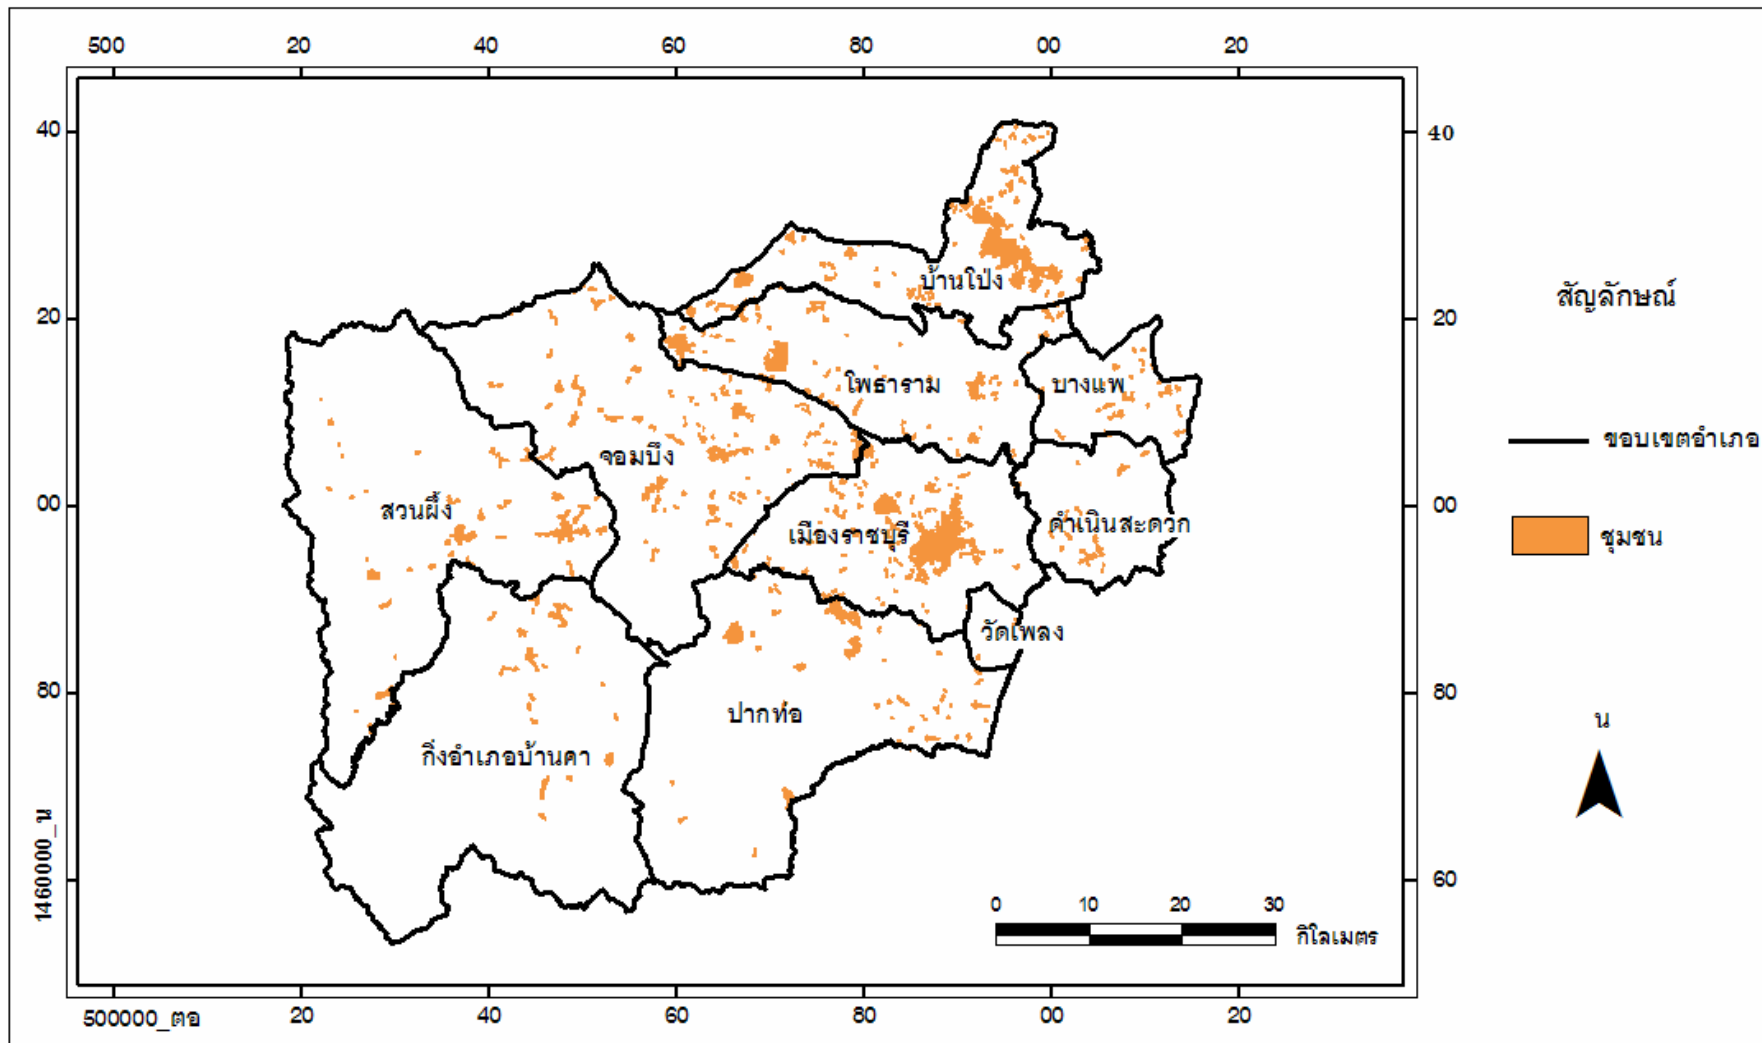 500 20 40 60 80 00 20
40 40
บ้านโป่ง
สัญลักษณ์
20 20
โพธาราม บางแพ
ขอบเขตอำเภอ
จอมบึง
00 สวนผึ้ง เมืองราชบุรี ดำเนินสะดวก 00
ชุมชน
วัดเพลง
80 80
ปากท่อ น
กิ่งอำเภอบ้านคา
1460000_น 60
0 10 20 30
กิโลเมตร
500000_ตอ 20 40 60 80 00 20